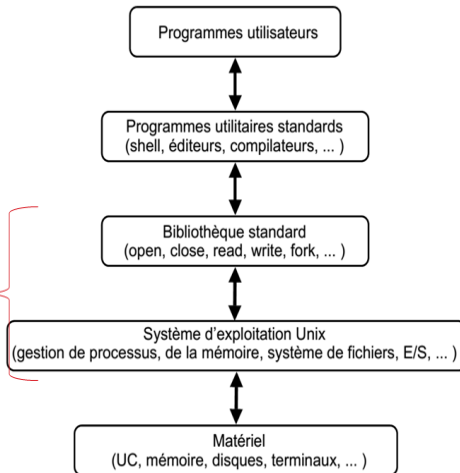 Programmes utilisateurs
Programmes utilitaires standards
(shell, éditeurs, compilateurs, ... )
Bibliothèque standard
(open, close, read, write, fork, ... )
Système d'exploitation Unix
(gestion de processus, de la mémoire, système de fichiers, E/S, ... )
Matériel
(UC, mémoire, disques, terminaux, ... )